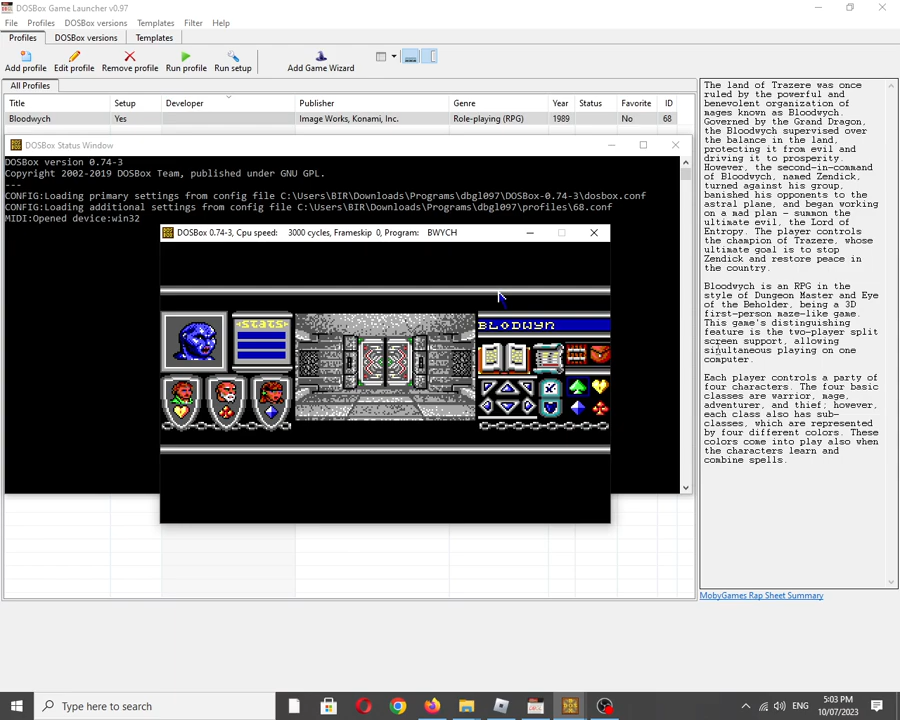 DOSBox Game Launcher v0.97
File Profiles DOSBox versions Templates Filter Help
Profiles DOSBox versions Templates
Add profile Edit profile Remove profile Run profile Run setup Add Game Wizard
All Profiles
Title Setup Developer Publisher Genre Year Status Favorite ID
Bloodwych Yes Image Works, Konami, Inc. Role-playing (RPG) 1989 No 68
DOSBox Status Window
DOSBox version 0.74-3
Copyright 2002-2019 DOSBox Team, published under GNU GPL.
---
CONFIG:Loading primary settings from config file C:\Users\BIR\Downloads\Programs\dbgl097\DOSBox-0.74-3\dosbox.conf
CONFIG:Loading additional settings from config file C:\Users\BIR\Downloads\Programs\dbgl097\profiles\68.conf
MIDI:Opened device:win32
DOSBox 0.74-3, Cpu speed: 3000 cycles, Frameskip 0, Program: BWYCH
STATS
BLODWYN
The land of Trazere was once
ruled by the powerful and
benevolent organization of
mages known as Bloodwych.
Governed by the Grand Dragon,
the Bloodwych supervised over
the balance in the land,
protecting it from evil and
driving it to prosperity.
However, the second-in-command
of Bloodwych, named Zendick,
turned against his group,
banished his opponents to the
astral plane, and began working
on a mad plan - summon the
ultimate evil, the Lord of
Entropy. The player controls
the champion of Trazere, whose
ultimate goal is to stop
Zendick and restore peace in
the country.
Bloodwych is an RPG in the
style of Dungeon Master and Eye
of the Beholder, being a 3D
first-person maze-like game.
This game's distinguishing
feature is the two-player split
screen support, allowing
simultaneous playing on one
computer.
Each player controls a party of
four characters. The four basic
classes are warrior, mage,
adventurer, and thief; however,
each class also has sub-
classes, which are represented
by four different colors. These
colors come into play also when
the characters learn and
combine spells.
MobyGames Rap Sheet Summary
Type here to search
ENG
5:03 PM
10/07/2023